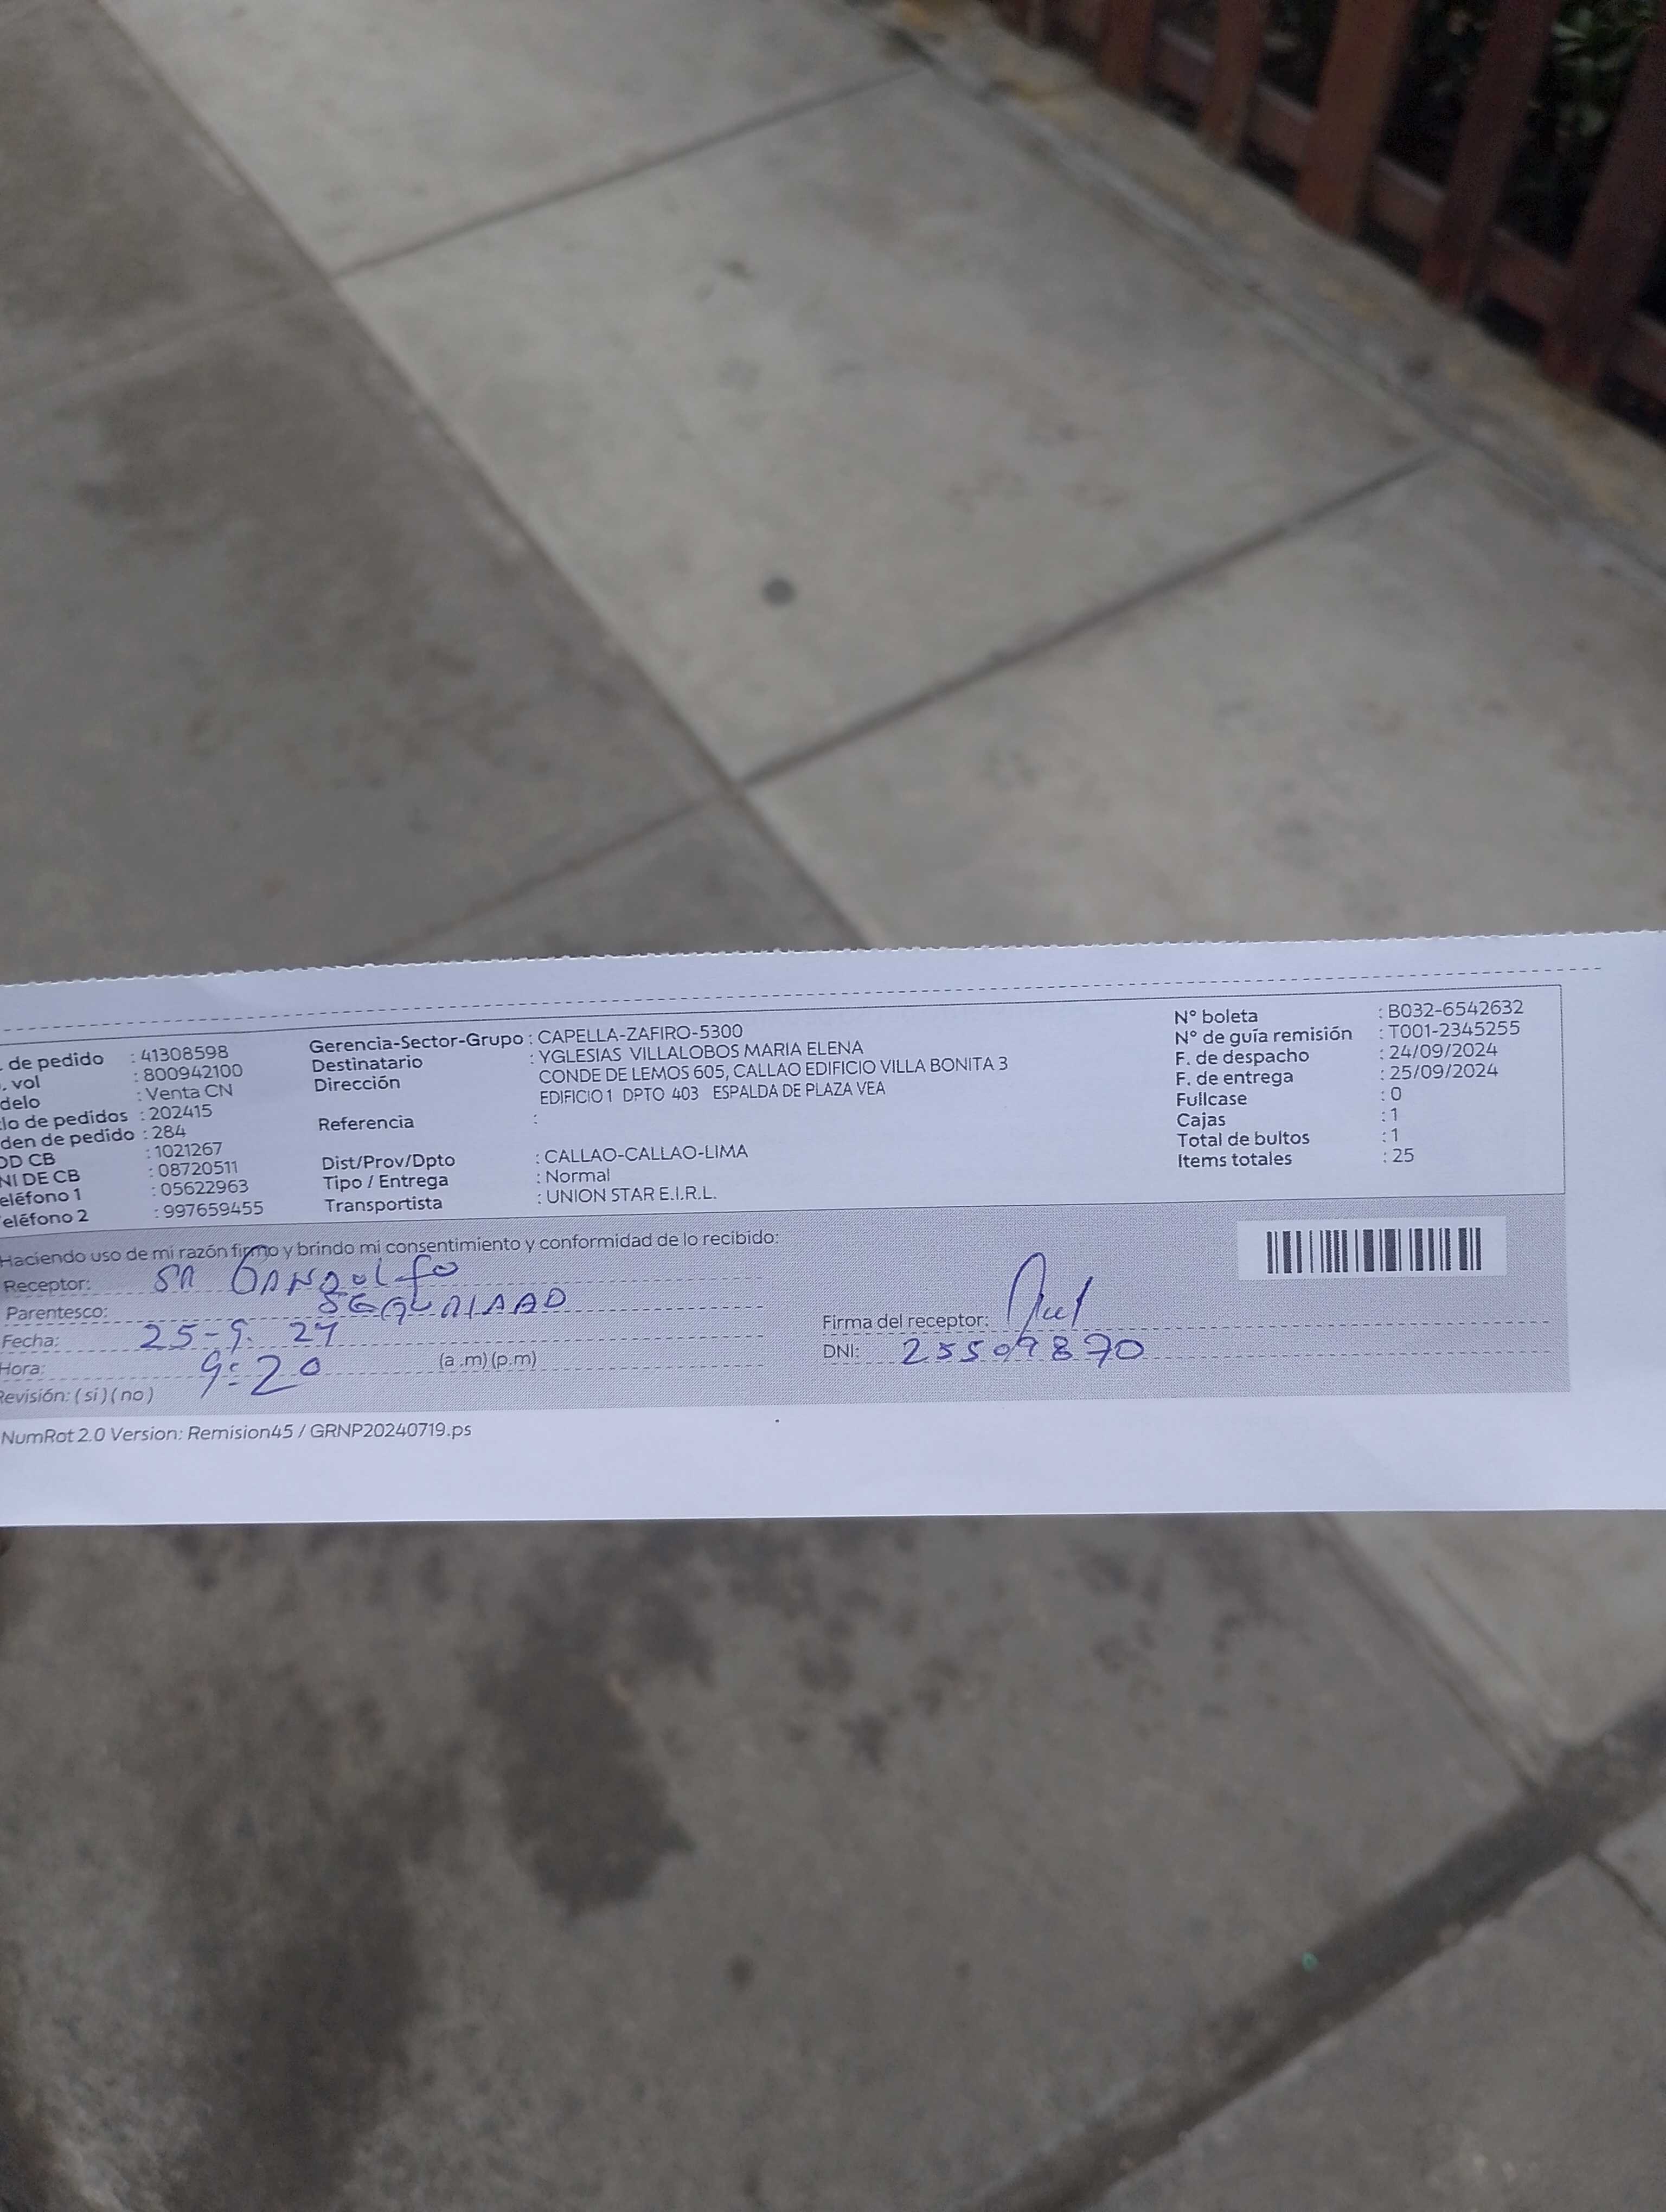 . de pedido : 41308598
. vol : 800942100
delo : Venta CN
lo de pedidos : 202415
den de pedido : 284
OD CB : 1021267
NI DE CB : 08720511
eléfono 1 : 05622963
eléfono 2 : 997659455
Gerencia-Sector-Grupo : CAPELLA-ZAFIRO-5300
Destinatario : YGLESIAS VILLALOBOS MARIA ELENA
Dirección CONDE DE LEMOS 605, CALLAO EDIFICIO VILLA BONITA 3
EDIFICIO 1 DPTO 403 ESPALDA DE PLAZA VEA
Referencia :
Dist/Prov/Dpto : CALLAO-CALLAO-LIMA
Tipo / Entrega : Normal
Transportista : UNION STAR E.I.R.L.
N° boleta : B032-6542632
N° de guía remisión : T001-2345255
F. de despacho : 24/09/2024
F. de entrega : 25/09/2024
Fullcase : 0
Cajas : 1
Total de bultos : 1
Items totales : 25
Haciendo uso de mi razón firmo y brindo mi consentimiento y conformidad de lo recibido:
Receptor: SR GANDOLFO
Parentesco: SEGURIDAD
Fecha: 25-9.24
Hora: 9:20 (a.m) (p.m)
Revisión: (si) (no)
Firma del receptor:
DNI: 25509870
NumRot 2.0 Version: Remision45 / GRNP20240719.ps